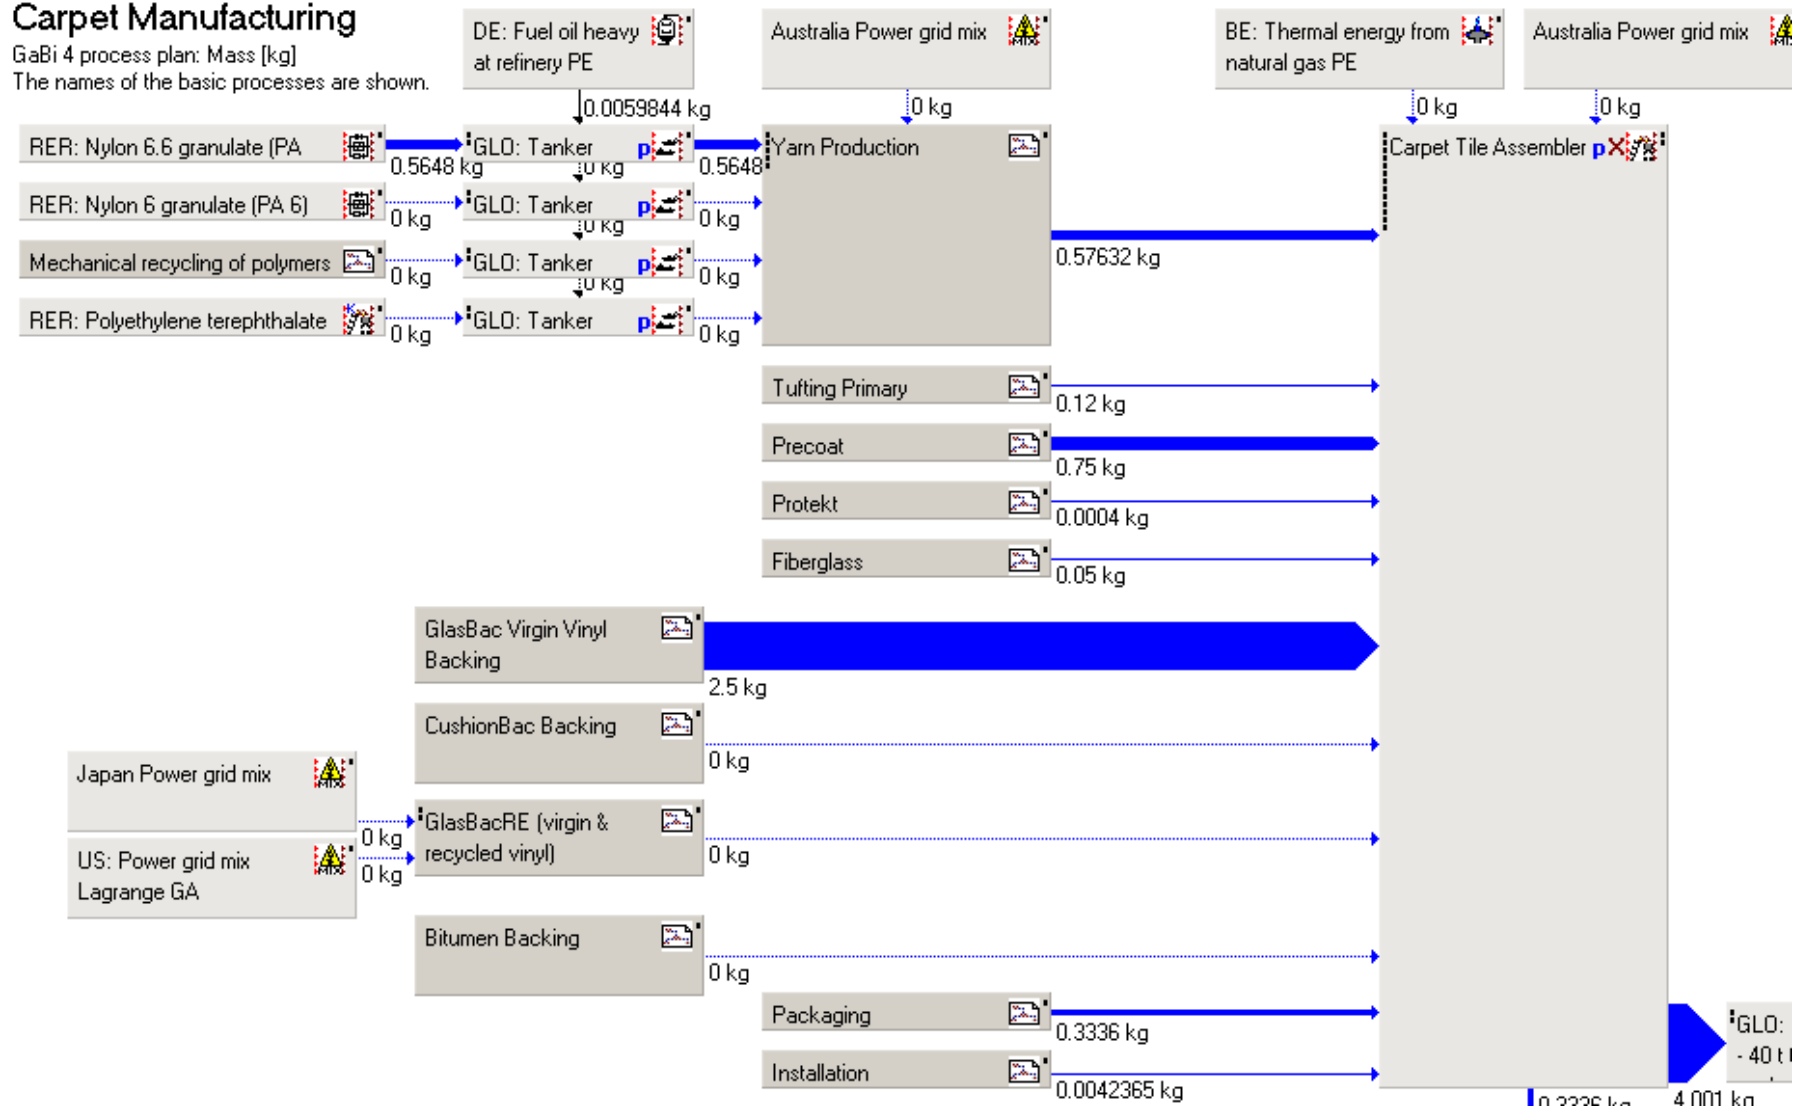 Carpet Manufacturing
GaBi 4 process plan: Mass [kg]
The names of the basic processes are shown.
DE: Fuel oil heavy
at refinery PE
Australia Power grid mix
BE: Thermal energy from
natural gas PE
Australia Power grid mix
0.0059844 kg
0 kg
0 kg
0 kg
RER: Nylon 6.6 granulate (PA
0.5648 kg
GLO: Tanker
p
0.5648
0 kg
Yarn Production
Carpet Tile Assembler
p
RER: Nylon 6 granulate (PA 6)
0 kg
GLO: Tanker
p
0 kg
0 kg
Mechanical recycling of polymers
0 kg
GLO: Tanker
p
0 kg
0 kg
RER: Polyethylene terephthalate
0 kg
GLO: Tanker
p
0 kg
0.57632 kg
Tufting Primary
0.12 kg
Precoat
0.75 kg
Protekt
0.0004 kg
Fiberglass
0.05 kg
GlasBac Virgin Vinyl
Backing
2.5 kg
CushionBac Backing
0 kg
Japan Power grid mix
0 kg
US: Power grid mix
Lagrange GA
0 kg
GlasBacRE (virgin &
recycled vinyl)
0 kg
Bitumen Backing
0 kg
Packaging
0.3336 kg
Installation
0.0042365 kg
GLO:
- 40 t
0.3336 kg
4.001 kg